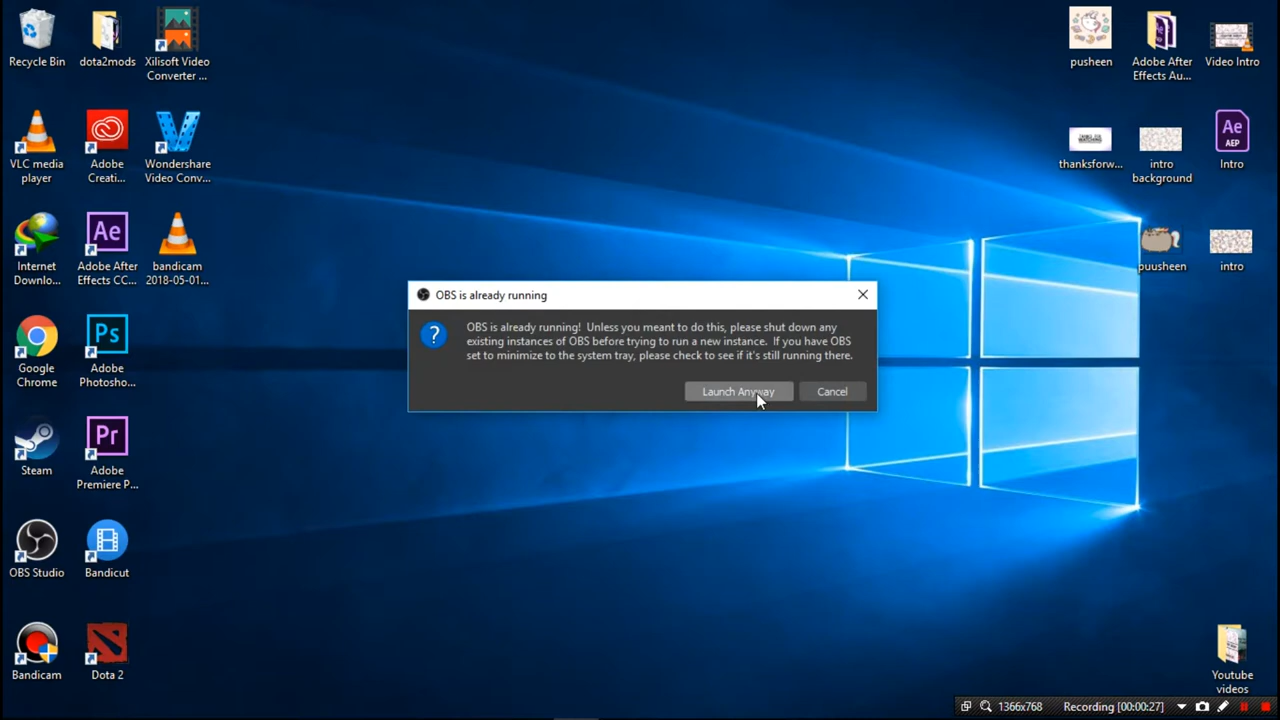 Recycle Bin
dota2mods
Xilisoft Video
Converter ...
pusheen
Adobe After
Effects Au...
Video Intro
VLC media
player
Adobe
Creati...
Wondershare
Video Conv...
thanksforw...
intro
background
Ae
AEP
Intro
Internet
Downlo...
Ae
Adobe After
Effects CC...
bandicam
2018-05-01...
puusheen
intro
OBS is already running
OBS is already running! Unless you meant to do this, please shut down any
existing instances of OBS before trying to run a new instance. If you have OBS
set to minimize to the system tray, please check to see if it's still running there.
Launch Anyway
Cancel
Google
Chrome
Ps
Adobe
Photosho...
Steam
Pr
Adobe
Premiere P...
OBS Studio
Bandicut
Bandicam
Dota 2
Youtube
videos
1366x768
Recording [00:00:27]